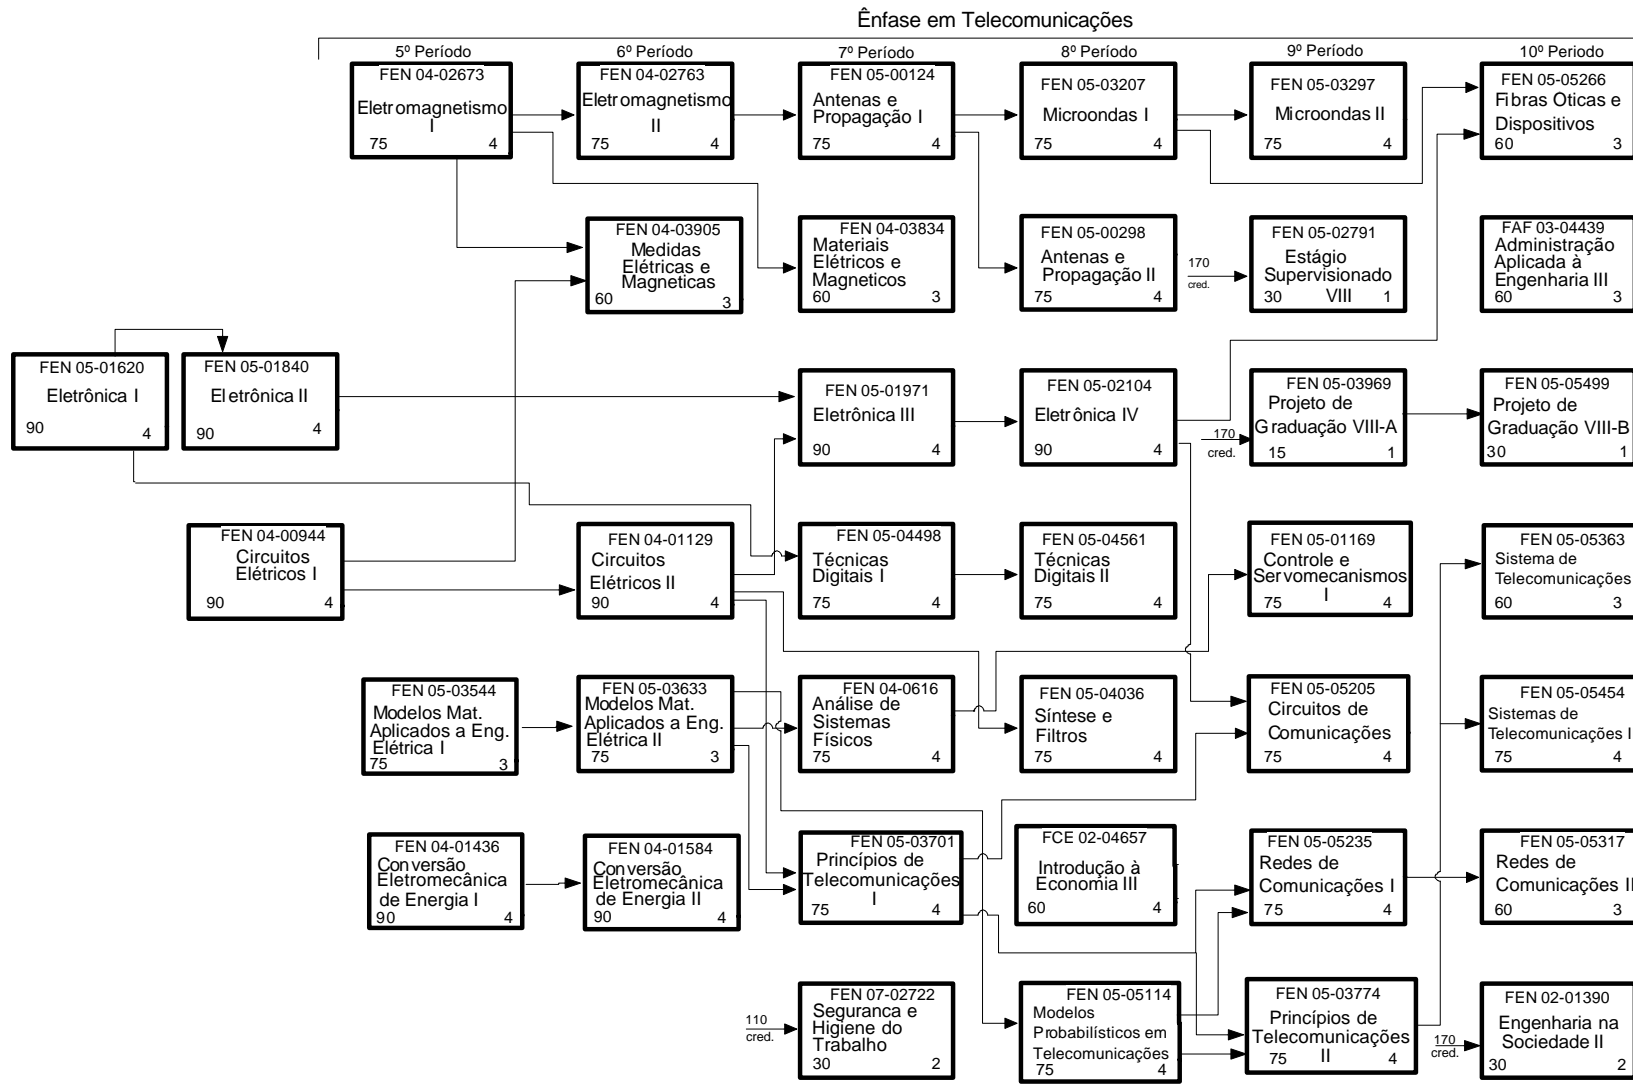 Ênfase em Telecomunicações
5º Período
6º Período
7º Período
8º Período
9º Período
10º Periodo
FEN 04-02673
Eletromagnetismo
I
75 4
FEN 04-02763
Eletromagnetismo
II
75 4
FEN 05-00124
Antenas e
Propagação I
75 4
FEN 05-03207
Microondas I
75 4
FEN 05-03297
Microondas II
75 4
FEN 05-05266
Fibras Oticas e
Dispositivos
60 3
FEN 04-03905
Medidas
Elétricas e
Magneticas
60 3
FEN 04-03834
Materiais
Elétricos e
Magneticos
60 3
FEN 05-00298
Antenas e
Propagação II
75 4
170
cred.
FEN 05-02791
Estágio
Supervisionado
VIII
30 1
FAF 03-04439
Administração
Aplicada à
Engenharia III
60 3
FEN 05-01620
Eletrônica I
90 4
FEN 05-01840
Eletrônica II
90 4
FEN 05-01971
Eletrônica III
90 4
FEN 05-02104
Eletrônica IV
90 4
170
cred.
FEN 05-03969
Projeto de
Graduação VIII-A
15 1
FEN 05-05499
Projeto de
Graduação VIII-B
30 1
FEN 04-00944
Circuitos
Elétricos I
90 4
FEN 04-01129
Circuitos
Elétricos II
90 4
FEN 05-04498
Técnicas
Digitais I
75 4
FEN 05-04561
Técnicas
Digitais II
75 4
FEN 05-01169
Controle e
Servomecanismos
I
75 4
FEN 05-05363
Sistema de
Telecomunicações
60 3
FEN 05-03544
Modelos Mat.
Aplicados a Eng.
Elétrica I
75 3
FEN 05-03633
Modelos Mat.
Aplicados a Eng.
Elétrica II
75 3
FEN 04-0616
Análise de
Sistemas
Físicos
75 4
FEN 05-04036
Síntese e
Filtros
75 4
FEN 05-05205
Circuitos de
Comunicações
75 4
FEN 05-05454
Sistemas de
Telecomunicações I
75 4
FEN 04-01436
Conversão
Eletromecânica
de Energia I
90 4
FEN 04-01584
Conversão
Eletromecânica
de Energia II
90 4
FEN 05-03701
Princípios de
Telecomunicações
I
75 4
FCE 02-04657
Introdução à
Economia III
60 4
FEN 05-05235
Redes de
Comunicações I
75 4
FEN 05-05317
Redes de
Comunicações II
60 3
110
cred.
FEN 07-02722
Seguranca e
Higiene do
Trabalho
30 2
FEN 05-05114
Modelos
Probabilísticos em
Telecomunicações
75 4
FEN 05-03774
Princípios de
Telecomunicações
II
75 4
170
cred.
FEN 02-01390
Engenharia na
Sociedade II
30 2